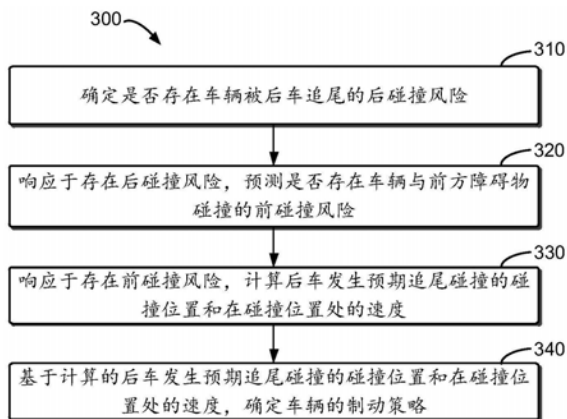 300
310
确定是否存在车辆被后车追尾的后碰撞风险
320
响应于存在后碰撞风险，预测是否存在车辆与前方障碍物
碰撞的前碰撞风险
330
响应于存在前碰撞风险，计算后车发生预期追尾碰撞的碰
撞位置和在碰撞位置处的速度
340
基于计算的后车发生预期追尾碰撞的碰撞位置和在碰撞位
置处的速度，确定车辆的制动策略